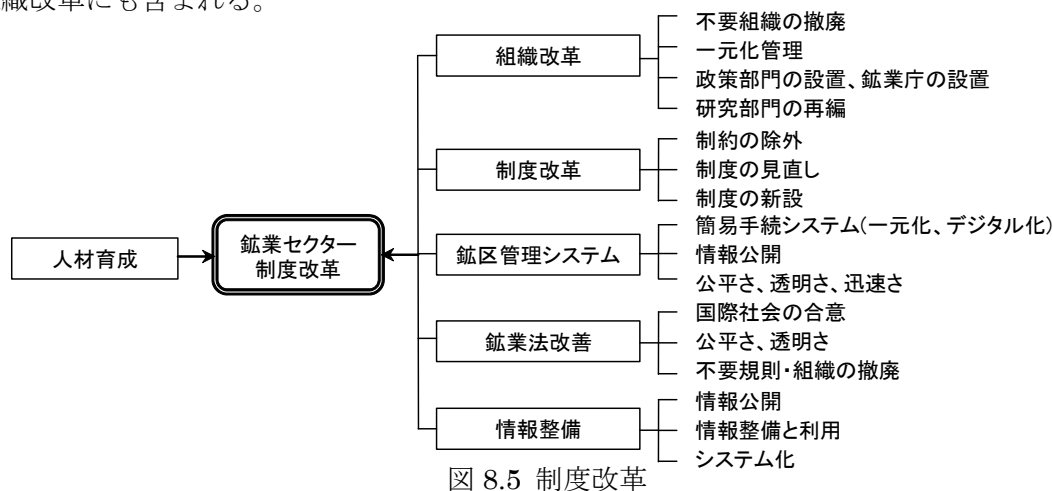 組織改革にも含まれる。
人材育成
鉱業セクター
制度改革
組織改革
不要組織の撤廃
一元化管理
政策部門の設置、鉱業庁の設置
研究部門の再編
制度改革
制約の除外
制度の見直し
制度の新設
鉱区管理システム
簡易手続システム(一元化、デジタル化)
情報公開
公平さ、透明さ、迅速さ
鉱業法改善
国際社会の合意
公平さ、透明さ
不要規則・組織の撤廃
情報整備
情報公開
情報整備と利用
システム化
図 8.5 制度改革